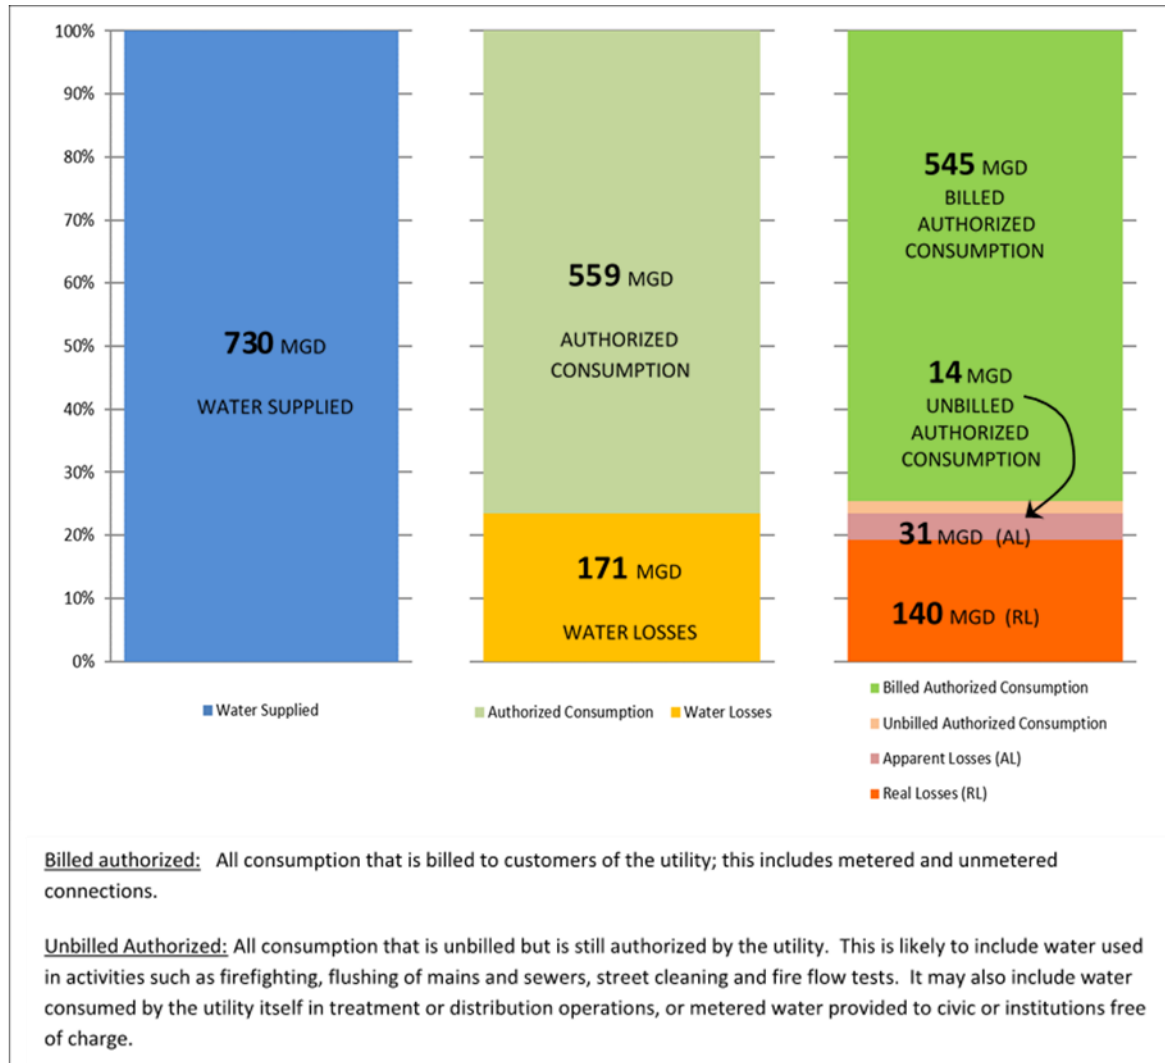 100%
90%
80%
70%
60%
50%
40%
30%
20%
10%
0%
730 MGD
WATER SUPPLIED
559 MGD
AUTHORIZED
CONSUMPTION
171 MGD
WATER LOSSES
545 MGD
BILLED
AUTHORIZED
CONSUMPTION
14 MGD
UNBILLED
AUTHORIZED
CONSUMPTION
31 MGD (AL)
140 MGD (RL)
Water Supplied
Authorized Consumption Water Losses
Billed Authorized Consumption
Unbilled Authorized Consumption
Apparent Losses (AL)
Real Losses (RL)
Billed authorized: All consumption that is billed to customers of the utility; this includes metered and unmetered
connections.
Unbilled Authorized: All consumption that is unbilled but is still authorized by the utility. This is likely to include water used
in activities such as firefighting, flushing of mains and sewers, street cleaning and fire flow tests. It may also include water
consumed by the utility itself in treatment or distribution operations, or metered water provided to civic or institutions free
of charge.